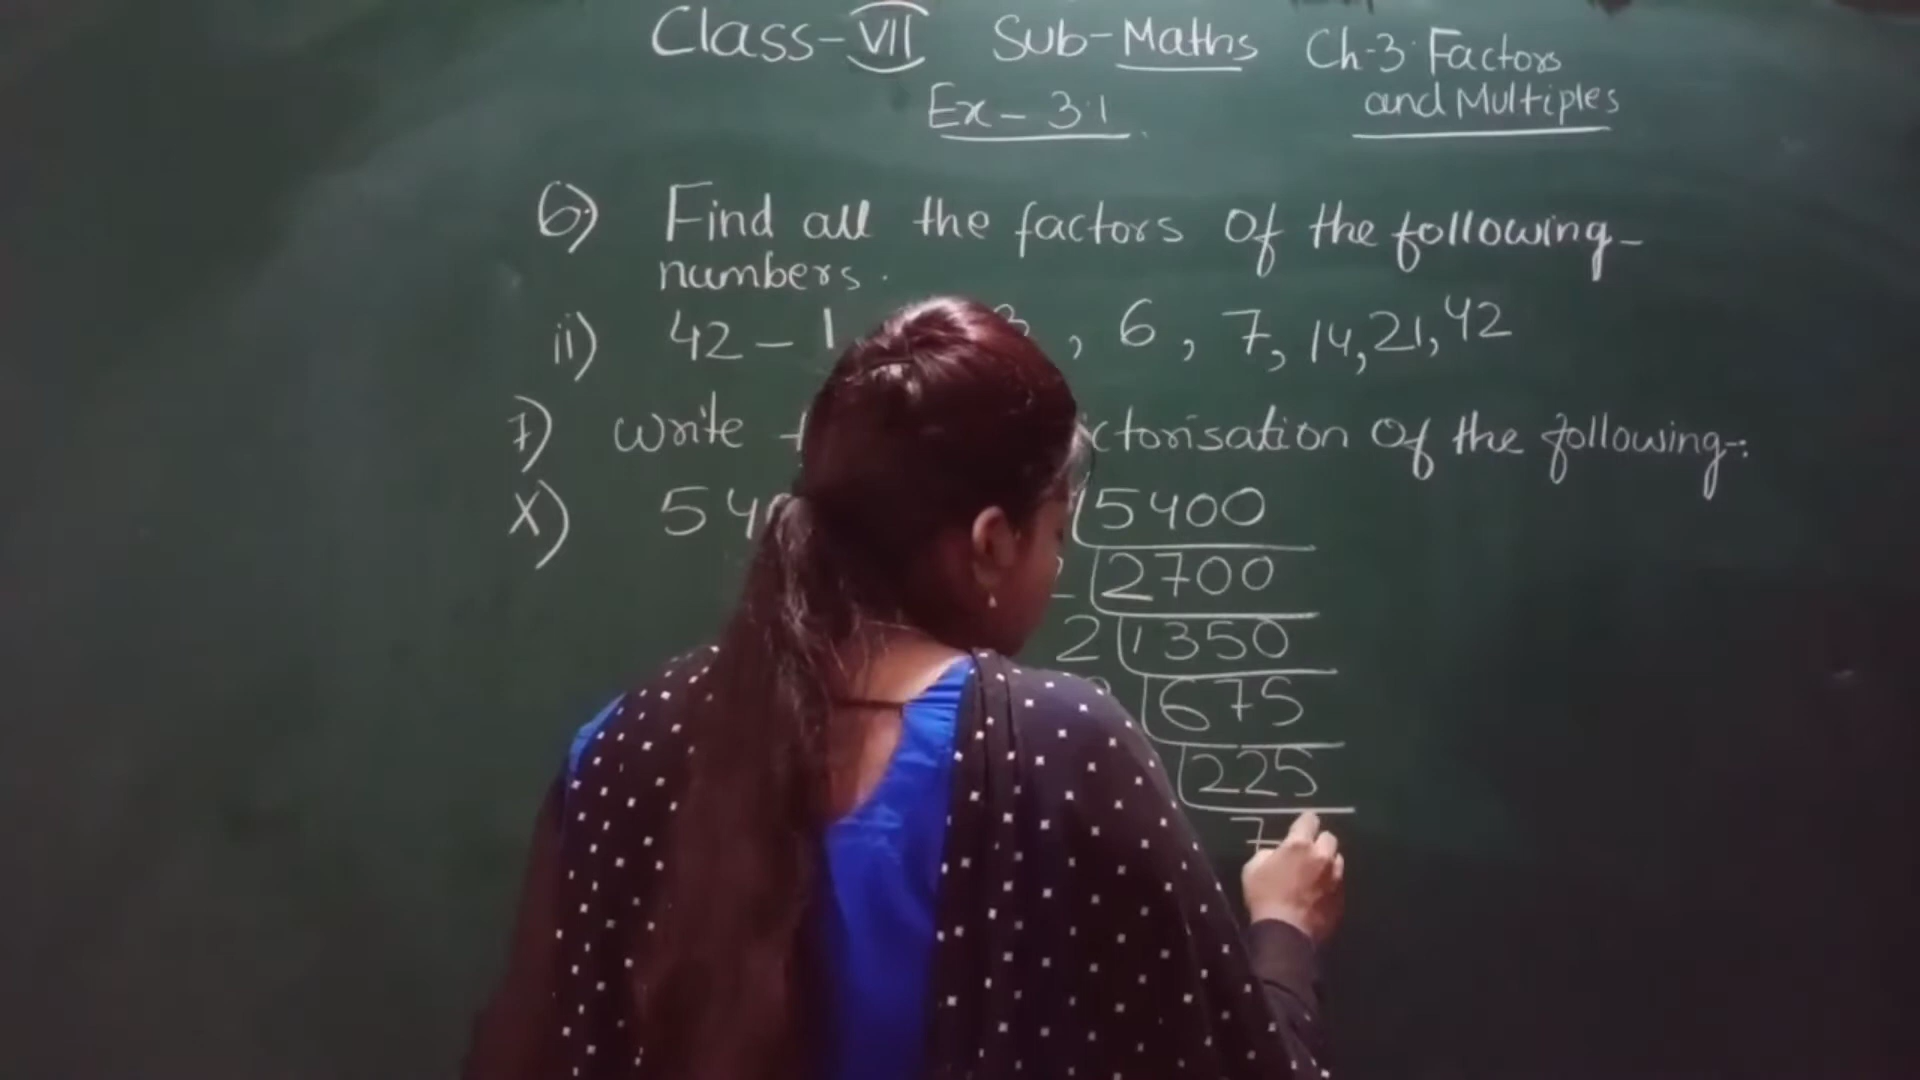 Class-VII Sub-Maths Ch-3: Factors
and Multiples
Ex - 3.1
6) Find all the factors of the following-
numbers.
ii) 42 - 1 3, 6, 7, 14, 21, 42
7) write of the following:
x) 5400
2700
2 1350
675
225
7